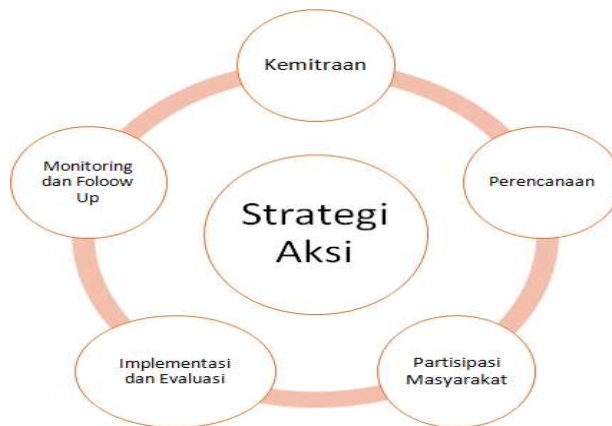 Kemitraan
Perencanaan
Partisipasi
Masyarakat
Implementasi
dan Evaluasi
Monitoring
dan Foloow
Up
Strategi
Aksi